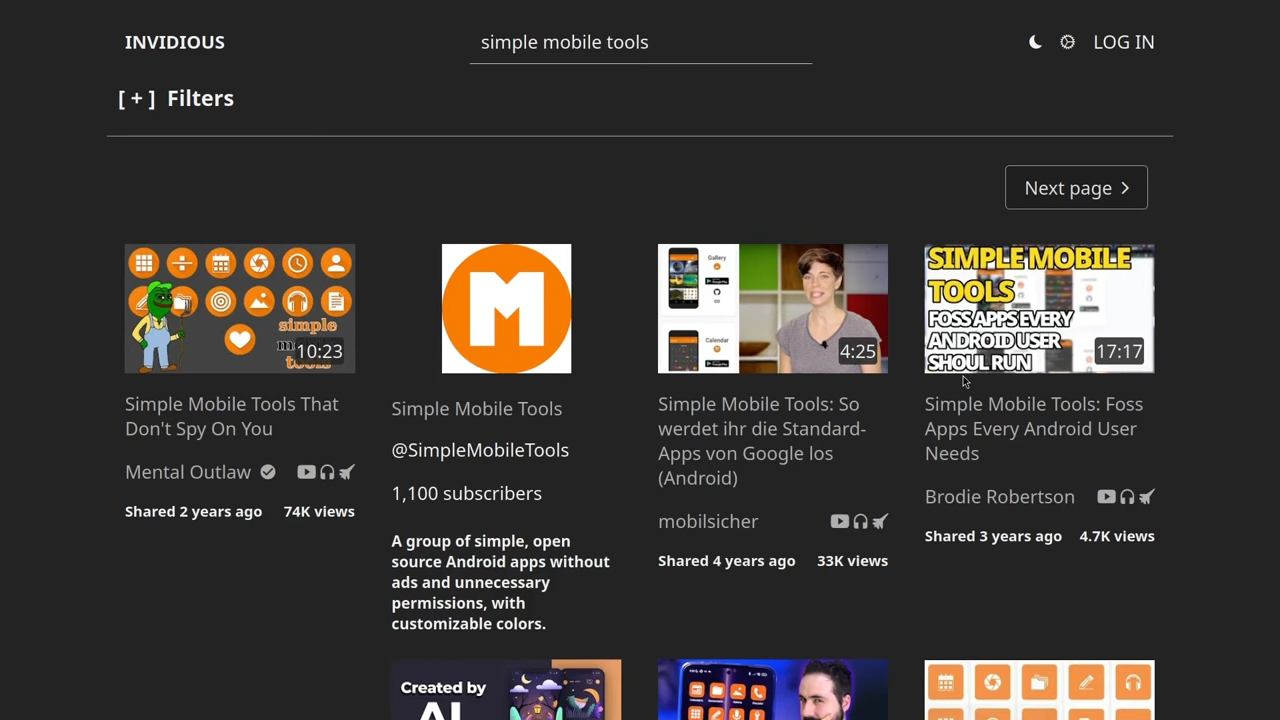 INVIDIOUS
simple mobile tools
LOG IN
[ + ] Filters
Next page
simple
tools
10:23
Simple Mobile Tools That
Don't Spy On You
Mental Outlaw
Shared 2 years ago 74K views
M
Simple Mobile Tools
@SimpleMobileTools
1,100 subscribers
A group of simple, open
source Android apps without
ads and unnecessary
permissions, with
customizable colors.
Gallery
Calendar
4:25
Simple Mobile Tools: So
werdet ihr die Standard-
Apps von Google los
(Android)
mobilsicher
Shared 4 years ago 33K views
SIMPLE MOBILE
TOOLS
FOSS APPS EVERY
ANDROID USER
SHOUL RUN
17:17
Simple Mobile Tools: Foss
Apps Every Android User
Needs
Brodie Robertson
Shared 3 years ago 4.7K views
Created by
AI